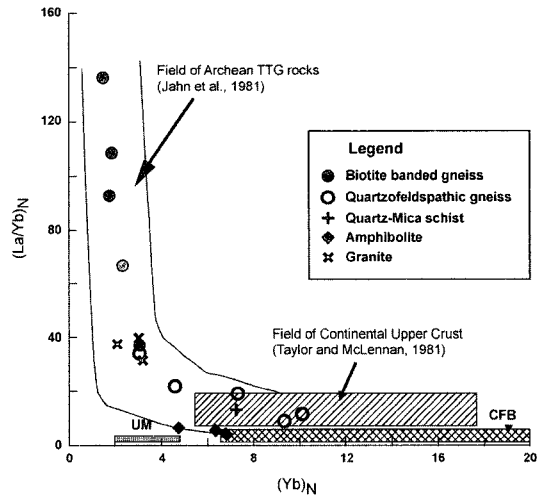 160
120
80
40
0
(La/Yb)N
Field of Archean TTG rocks
(Jahn et al., 1981)
Legend
Biotite banded gneiss
Quartzofeldspathic gneiss
Quartz-Mica schist
Amphibolite
Granite
Field of Continental Upper Crust
(Taylor and McLennan, 1981)
UM
CFB
0 4 8 12 16 20
(Yb)N